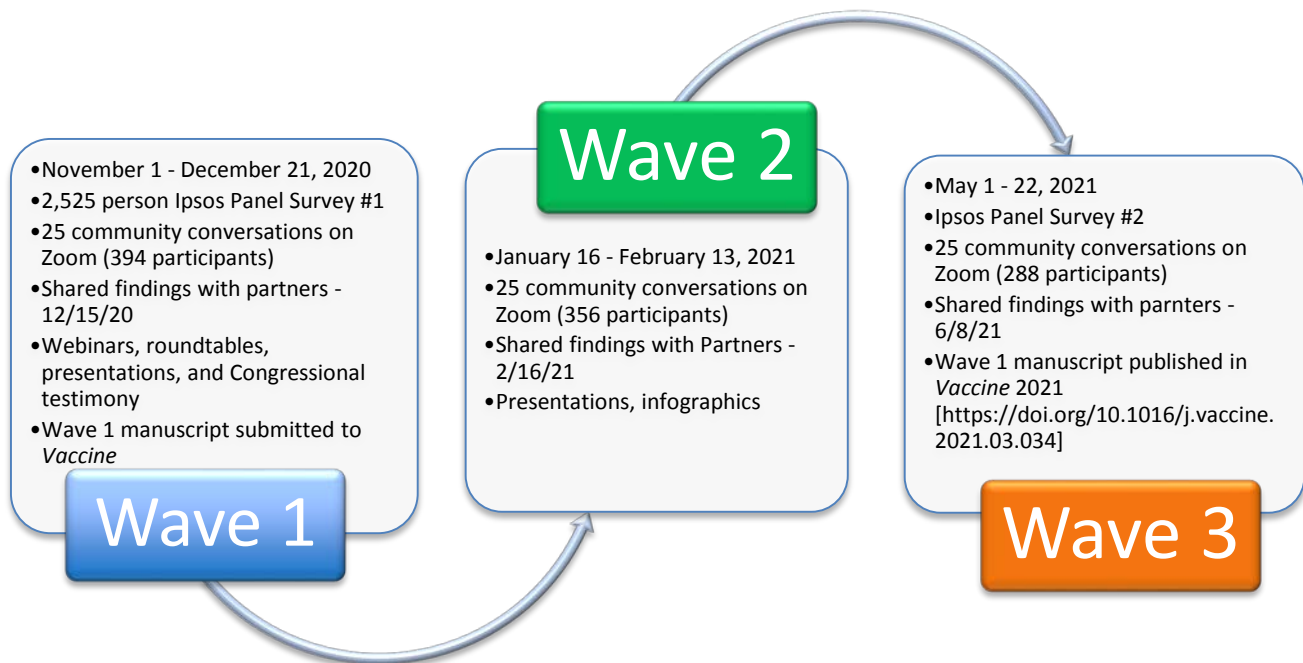 •November 1 - December 21, 2020
•2,525 person Ipsos Panel Survey #1
•25 community conversations on
Zoom (394 participants)
•Shared findings with partners -
12/15/20
•Webinars, roundtables,
presentations, and Congressional
testimony
•Wave 1 manuscript submitted to
Vaccine
Wave 1
Wave 2
•January 16 - February 13, 2021
•25 community conversations on
Zoom (356 participants)
•Shared findings with Partners -
2/16/21
•Presentations, infographics
•May 1 - 22, 2021
•Ipsos Panel Survey #2
•25 community conversations on
Zoom (288 participants)
•Shared findings with parnters -
6/8/21
•Wave 1 manuscript published in
Vaccine 2021
[https://doi.org/10.1016/j.vaccine.
2021.03.034]
Wave 3